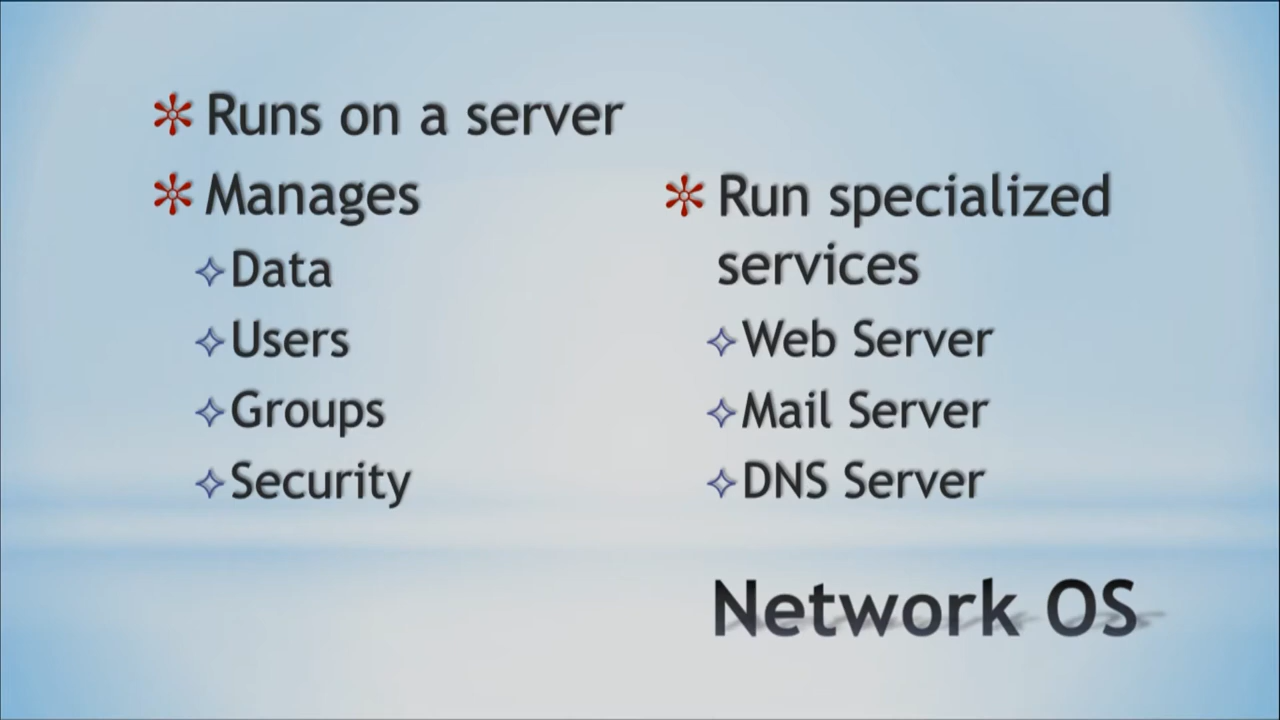 Runs on a server
Manages
Data
Users
Groups
Security
Run specialized
services
Web Server
Mail Server
DNS Server
Network OS